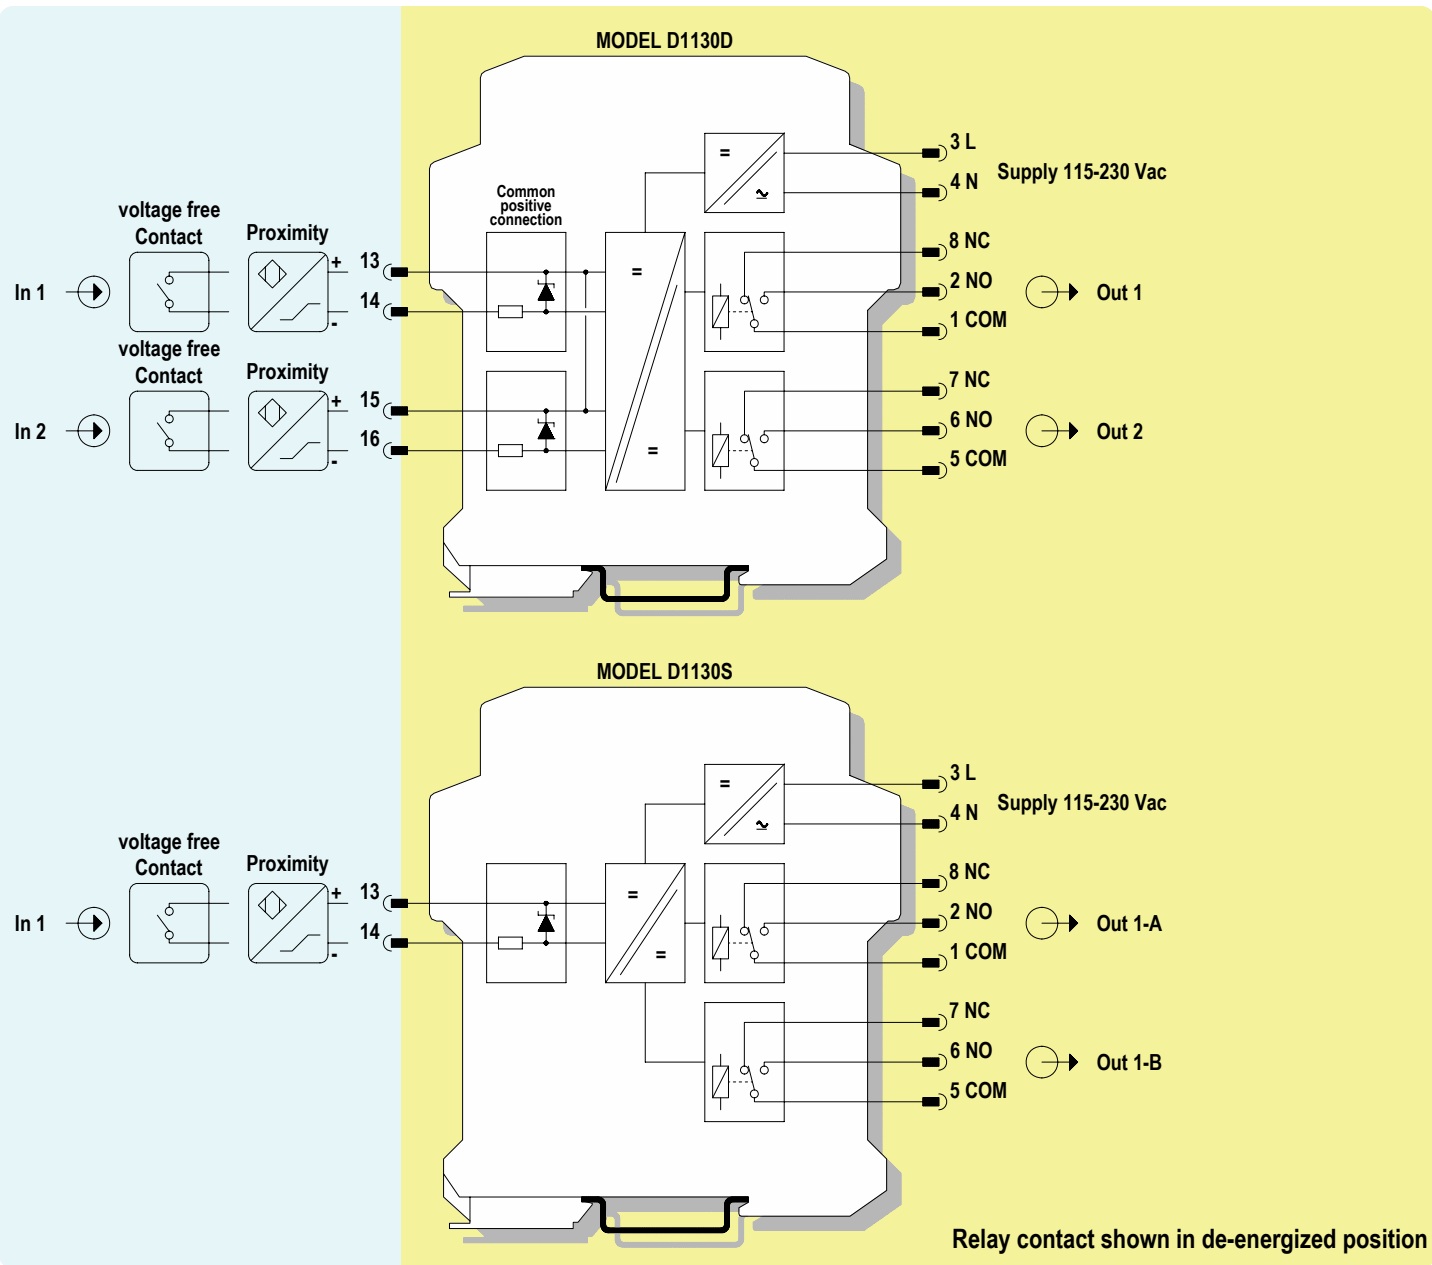 MODEL D1130D
3 L
Supply 115-230 Vac
4 N
Common
positive
connection
voltage free
Contact
Proximity
In 1
+
-
13
14
=
~
=
=
8 NC
2 NO
1 COM
Out 1
voltage free
Contact
Proximity
In 2
+
-
15
16
7 NC
6 NO
5 COM
Out 2
MODEL D1130S
3 L
Supply 115-230 Vac
4 N
voltage free
Contact
Proximity
In 1
+
-
13
14
=
~
=
=
8 NC
2 NO
1 COM
Out 1-A
7 NC
6 NO
5 COM
Out 1-B
Relay contact shown in de-energized position